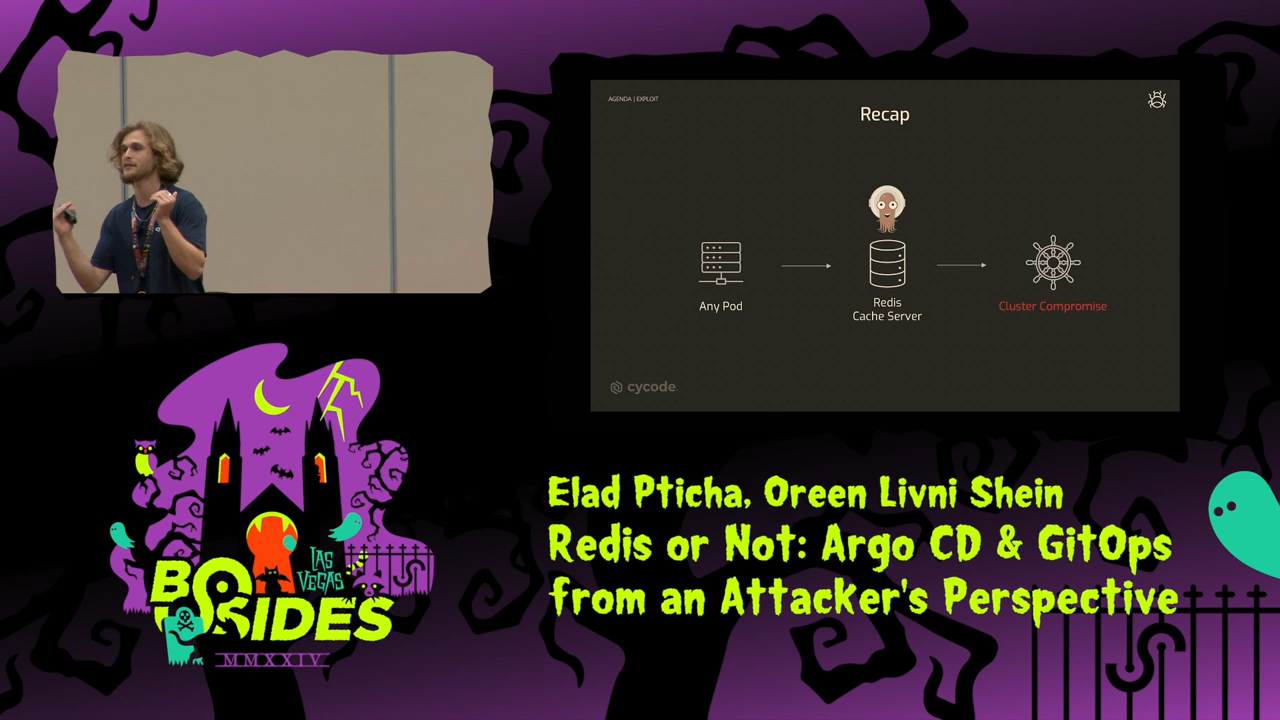 AGENDA | EXPLOIT
Recap
Any Pod
Redis
Cache Server
Cluster Compromise
cycode
Elad Pticha, Oreen Livni Shein
Redis or Not: Argo CD & GitOps
from an Attacker's Perspective
LAS
VEGAS
BSIDES
MMXXIV